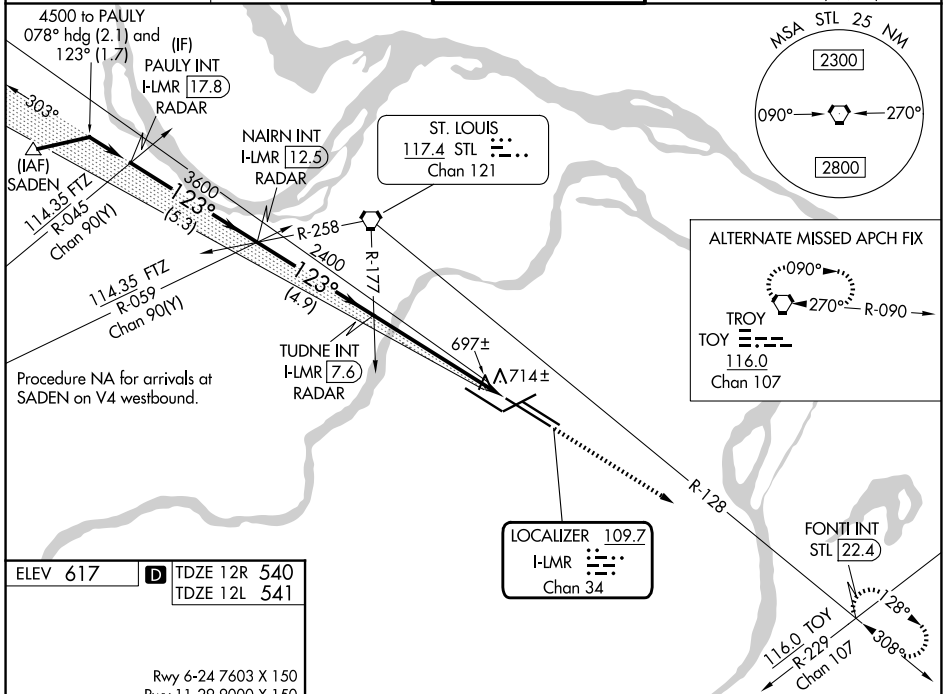 4500 to PAULY
078° hdg (2.1) and
123° (1.7)
(IF)
PAULY INT
I-LMR 17.8
RADAR
303°
(IAF)
SADEN
114.35 FTZ
R-045
Chan 90(Y)
NAIRN INT
I-LMR 12.5
RADAR
3600
123°
(5.3)
114.35 FTZ
R-059
Chan 90(Y)
ST. LOUIS
117.4 STL
Chan 121
R-258
R-177
2400
123°
(4.9)
TUDNE INT
I-LMR 7.6
RADAR
697±
714±
Procedure NA for arrivals at
SADEN on V4 westbound.
MSA STL 25 NM
2300
090°
270°
2800
ALTERNATE MISSED APCH FIX
090°
270°
R-090
TROY
TOY
116.0
Chan 107
R-128
LOCALIZER 109.7
I-LMR
Chan 34
FONTI INT
STL 22.4
128°
308°
116.0 TOY
R-229
Chan 107
ELEV 617
D
TDZE 12R 540
TDZE 12L 541
Rwy 6-24 7603 X 150
Rwy 11-29 9000 X 150